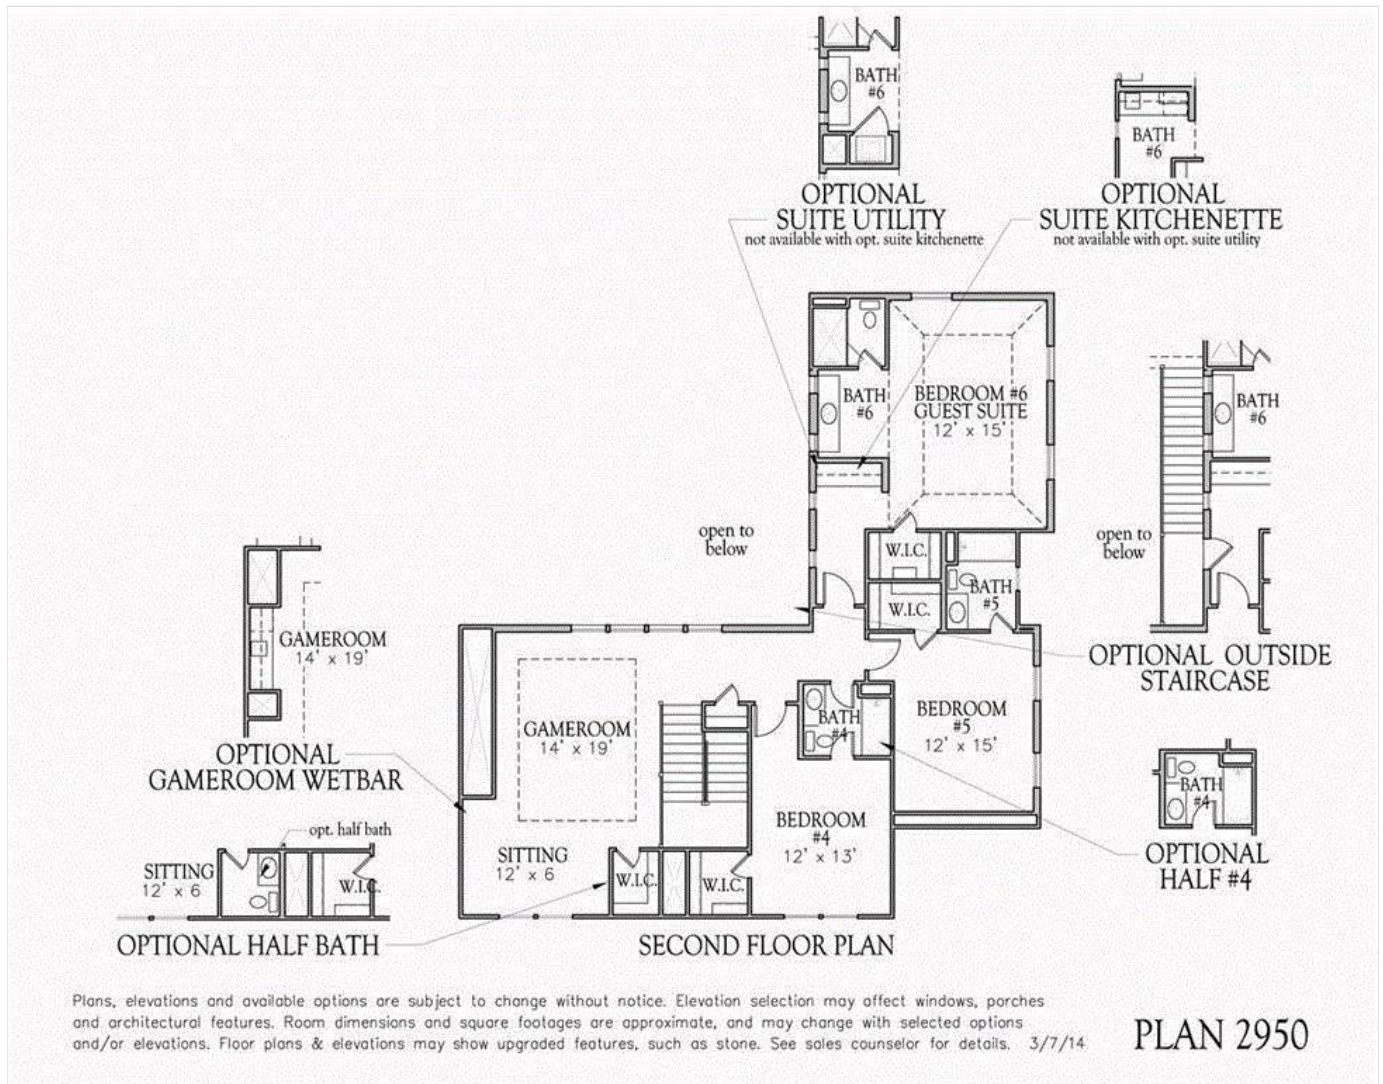 BATH
#6
OPTIONAL
SUITE UTILITY
not available with opt. suite kitchenette
BATH
#6
OPTIONAL
SUITE KITCHENETTE
not available with opt. suite utility
BATH
#6
BEDROOM #6
GUEST SUITE
12' x 15'
BATH
#6
open to
below
open to
below
W.I.C.
W.I.C.
BATH
#5
OPTIONAL OUTSIDE
STAIRCASE
GAMEROOM
14' x 19'
OPTIONAL
GAMEROOM WETBAR
GAMEROOM
14' x 19'
BATH
#4
BEDROOM
#5
12' x 15'
BATH
#4
OPTIONAL
HALF #4
BEDROOM
#4
12' x 13'
SITTING
12' x 6
W.I.C.
W.I.C.
opt. half bath
SITTING
12' x 6
W.I.C.
OPTIONAL HALF BATH
SECOND FLOOR PLAN
Plans, elevations and available options are subject to change without notice. Elevation selection may affect windows, porches
and architectural features. Room dimensions and square footages are approximate, and may change with selected options
and/or elevations. Floor plans & elevations may show upgraded features, such as stone. See sales counselor for details. 3/7/14
PLAN 2950